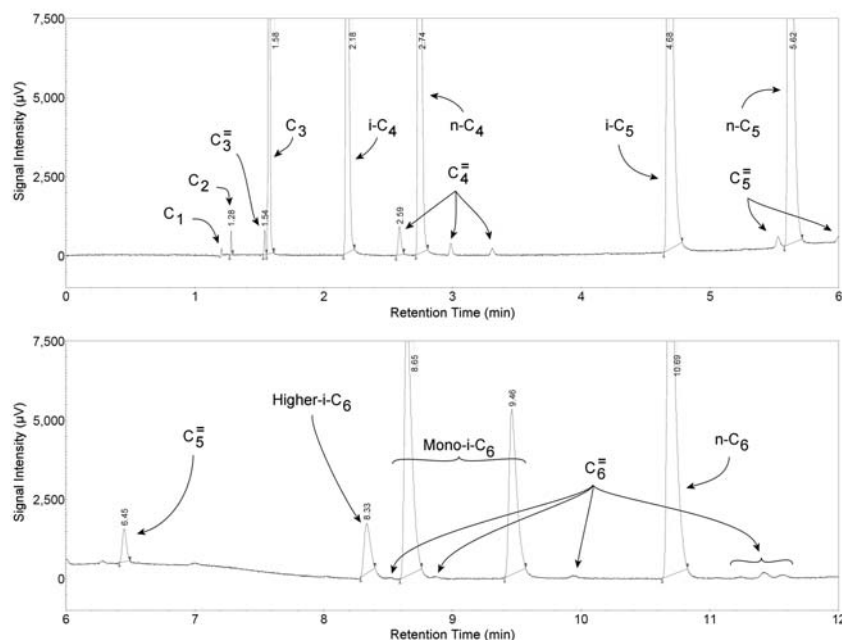 7,500
5,000
2,500
0
Signal Intensity (µV)
0 1 2 3 4 5 6
Retention Time (min)
C1
C2
C3=
C3
i-C4
n-C4
C4=
i-C5
n-C5
C5=
1.28
1.54
1.58
2.18
2.59
2.74
4.68
5.62
7,500
5,000
2,500
0
Signal Intensity (µV)
6 7 8 9 10 11 12
Retention Time (min)
C5=
Higher-i-C6
Mono-i-C6
C6=
n-C6
6.45
8.33
8.65
9.46
10.69